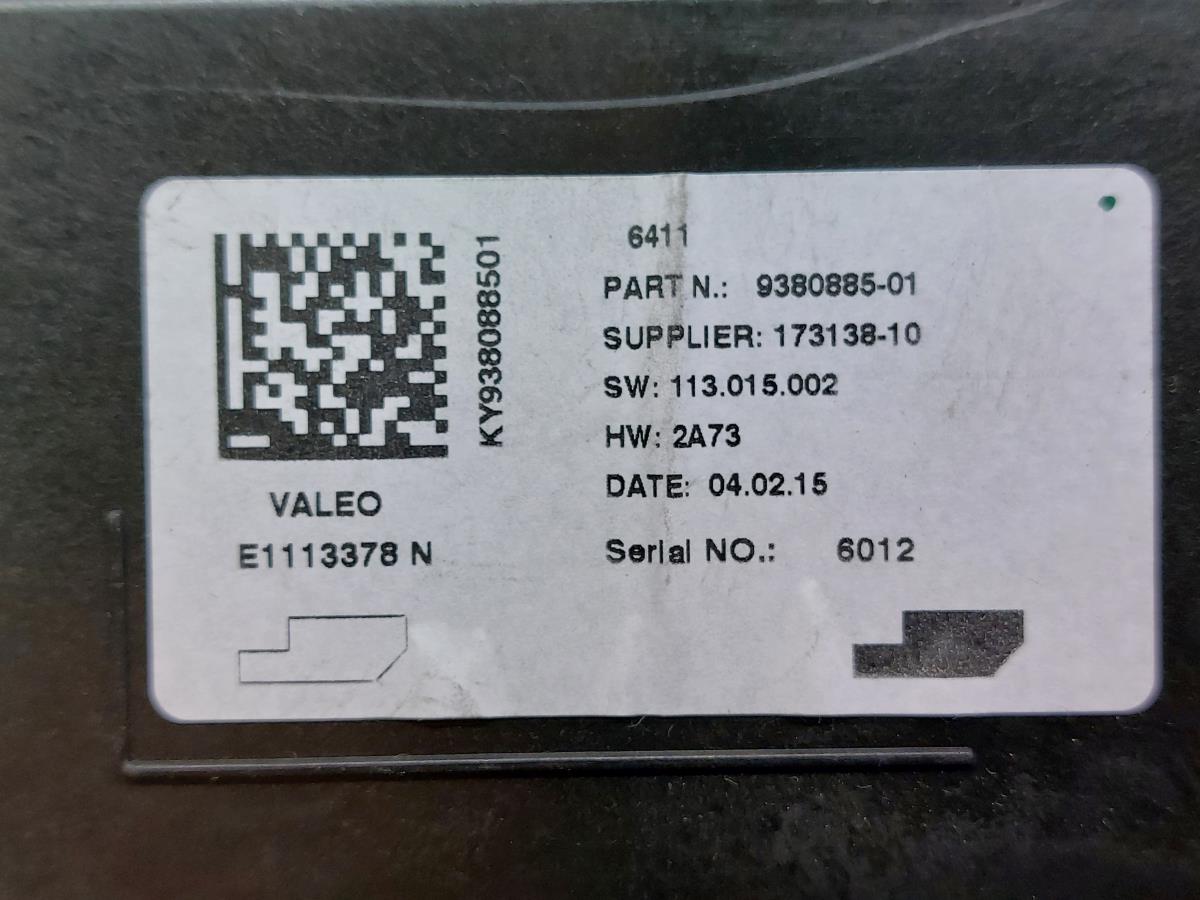 KY938088501
VALEO
E1113378 N
6411
PART N.: 9380885-01
SUPPLIER: 173138-10
SW: 113.015.002
HW: 2A73
DATE: 04.02.15
Serial NO.: 6012